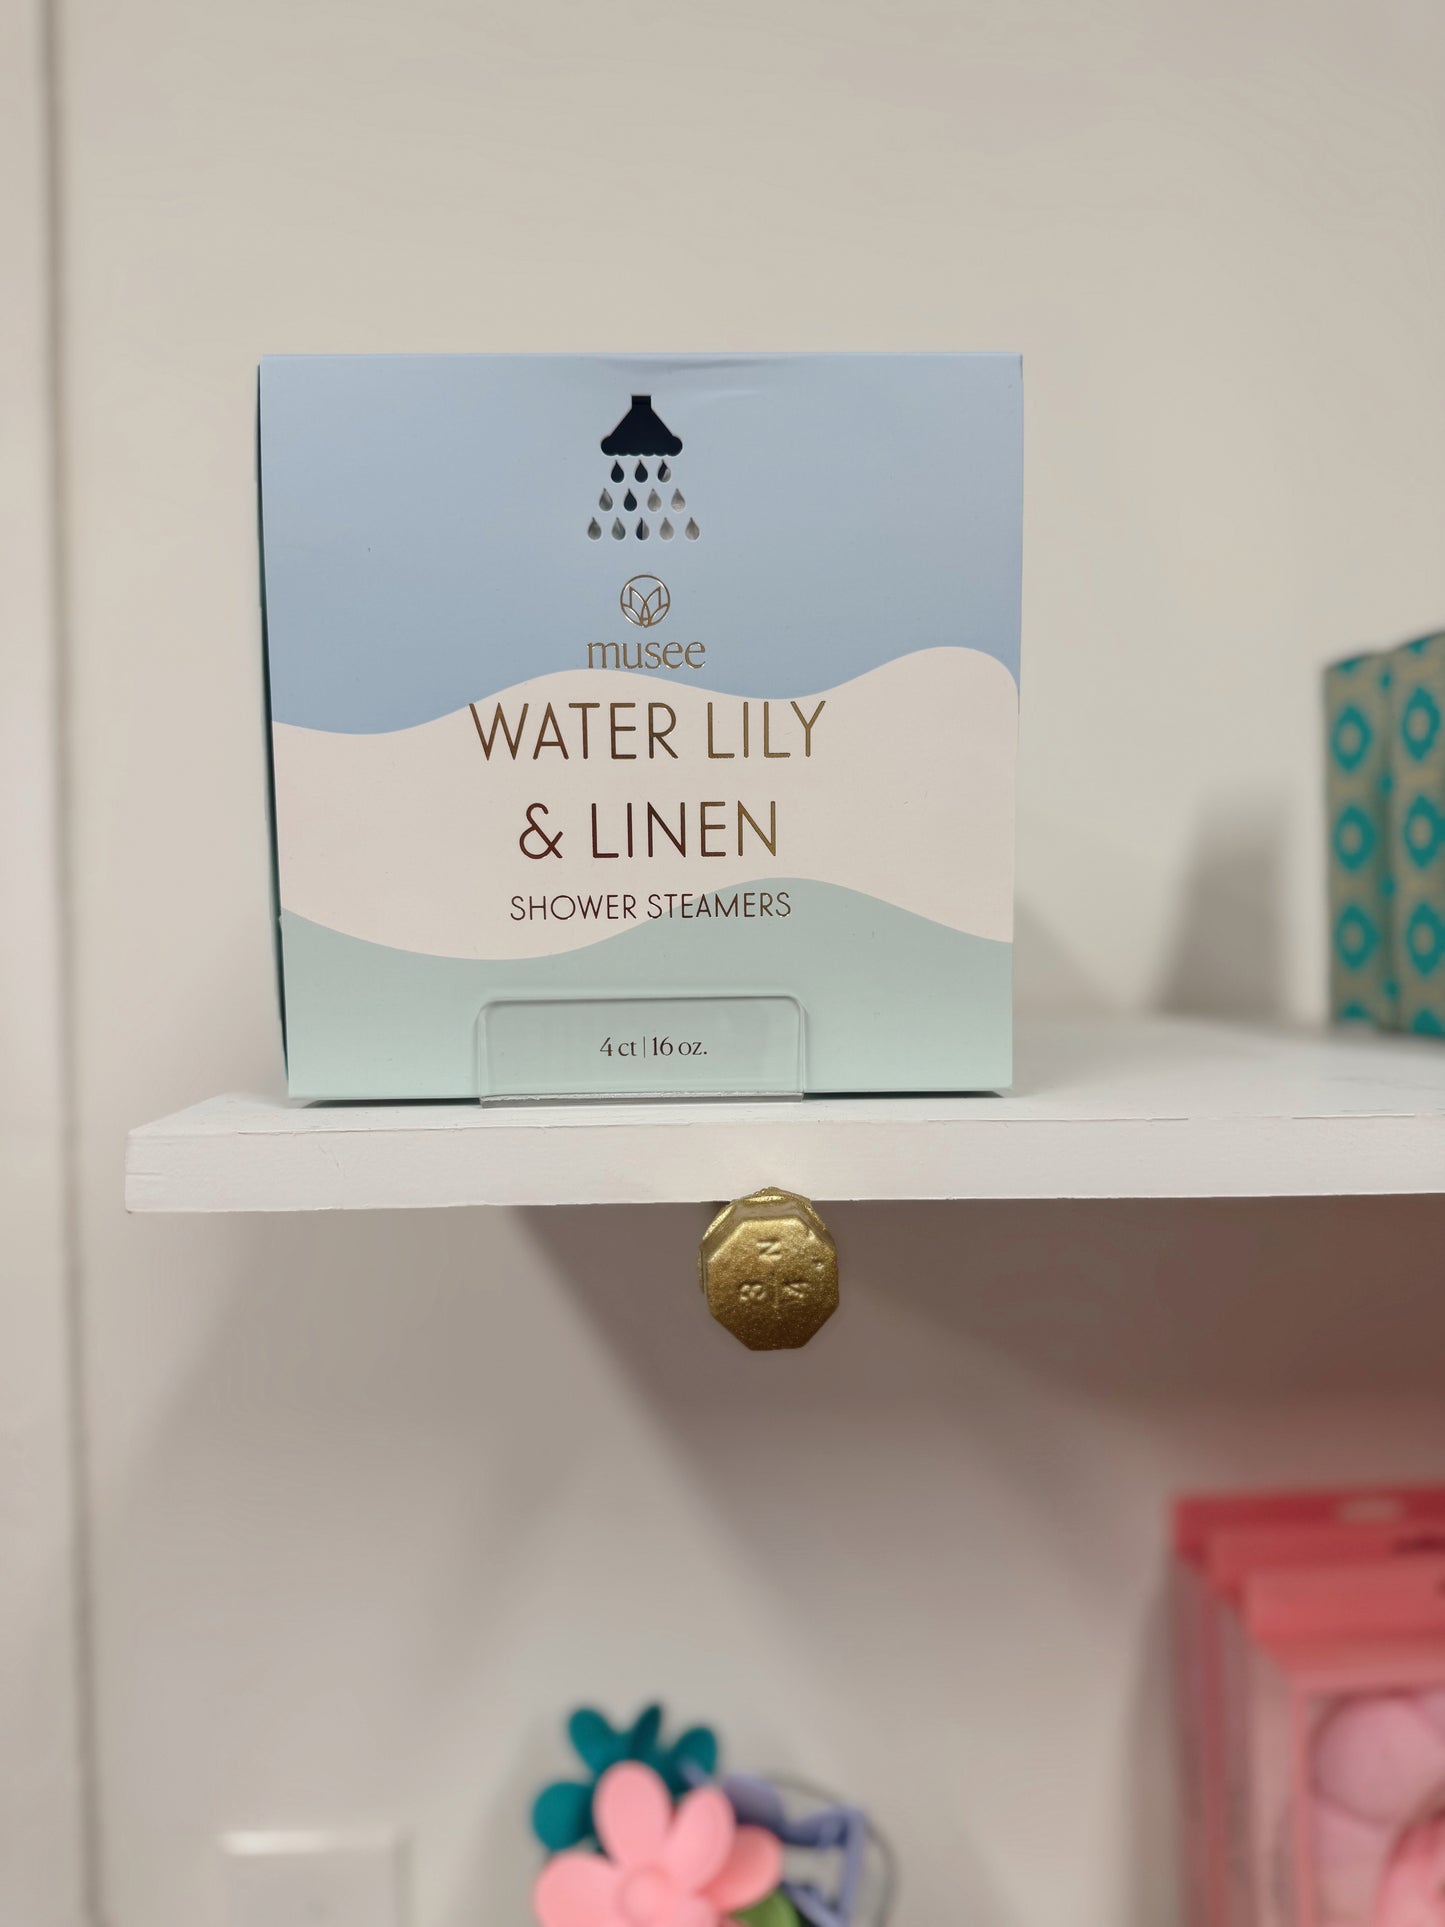 musee
WATER LILY
& LINEN
SHOWER STEAMERS
4 ct | 16 oz.